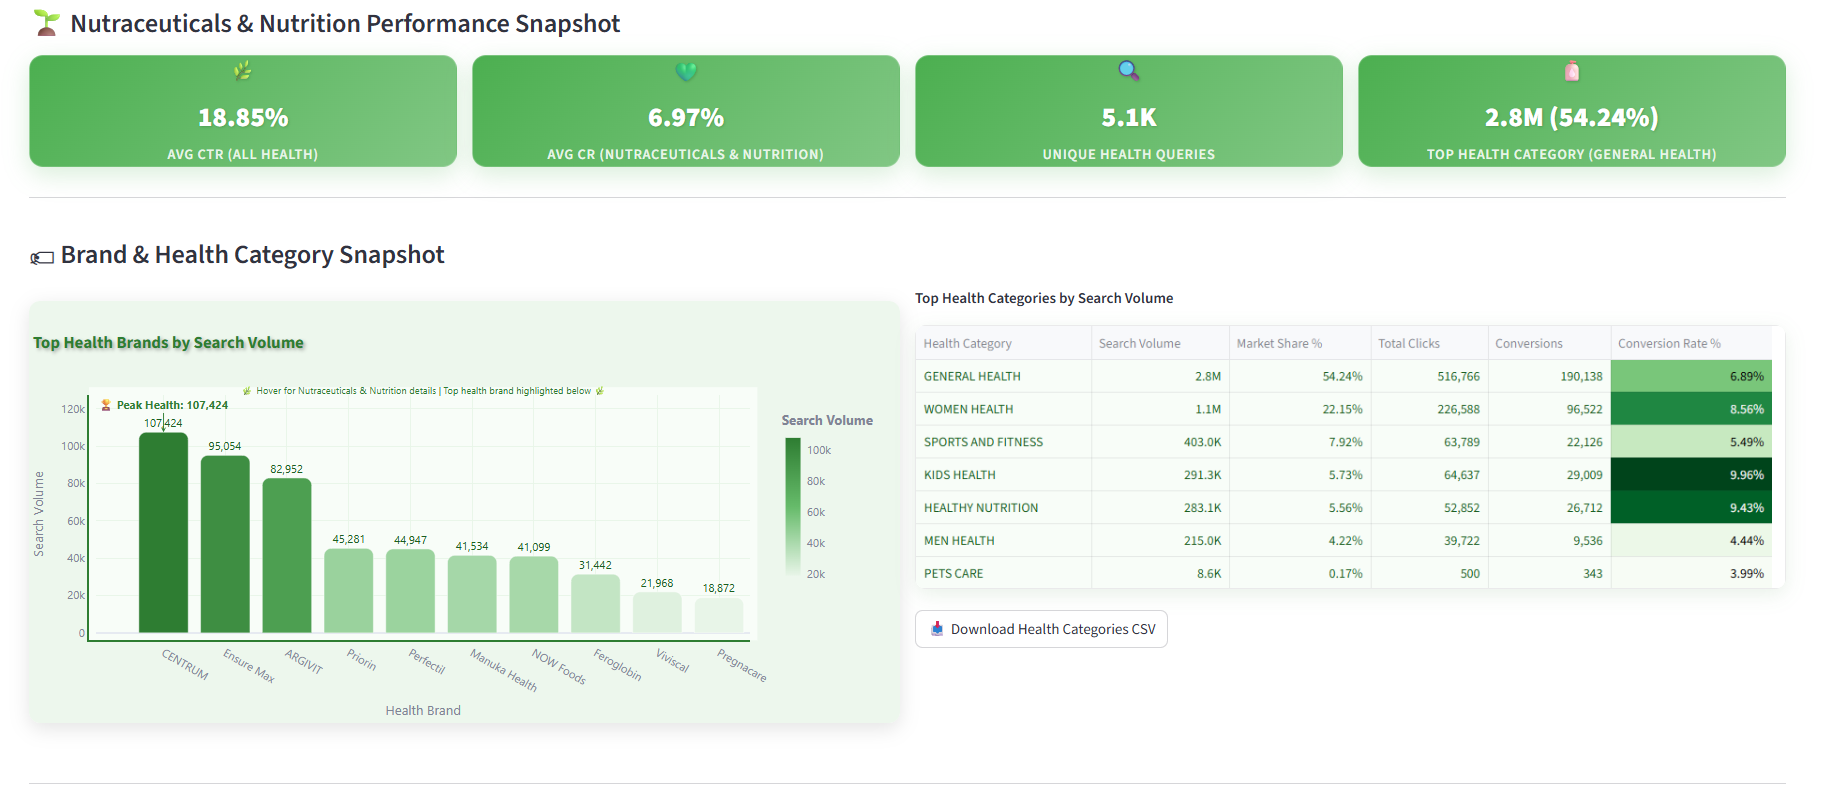 Nutraceuticals & Nutrition Performance Snapshot
18.85%
AVG CTR (ALL HEALTH)
6.97%
AVG CR (NUTRACEUTICALS & NUTRITION)
5.1K
UNIQUE HEALTH QUERIES
2.8M (54.24%)
TOP HEALTH CATEGORY (GENERAL HEALTH)
Brand & Health Category Snapshot
Top Health Brands by Search Volume
Hover for Nutraceuticals & Nutrition details | Top health brand highlighted below
Peak Health: 107,424
Search Volume
120k
100k
80k
60k
40k
20k
0
107,424
95,054
82,952
45,281
44,947
41,534
41,099
31,442
21,968
18,872
CENTRUM
Ensure Max
ARGIVIT
Priorin
Perfectil
Manuka Health
NOW Foods
Feroglobin
Viviscal
Pregnacare
Health Brand
Search Volume
100k
80k
60k
40k
20k
Top Health Categories by Search Volume
Health Category Search Volume Market Share % Total Clicks Conversions Conversion Rate %
GENERAL HEALTH 2.8M 54.24% 516,766 190,138 6.89%
WOMEN HEALTH 1.1M 22.15% 226,588 96,522 8.56%
SPORTS AND FITNESS 403.0K 7.92% 63,789 22,126 5.49%
KIDS HEALTH 291.3K 5.73% 64,637 29,009 9.96%
HEALTHY NUTRITION 283.1K 5.56% 52,852 26,712 9.43%
MEN HEALTH 215.0K 4.22% 39,722 9,536 4.44%
PETS CARE 8.6K 0.17% 500 343 3.99%
Download Health Categories CSV